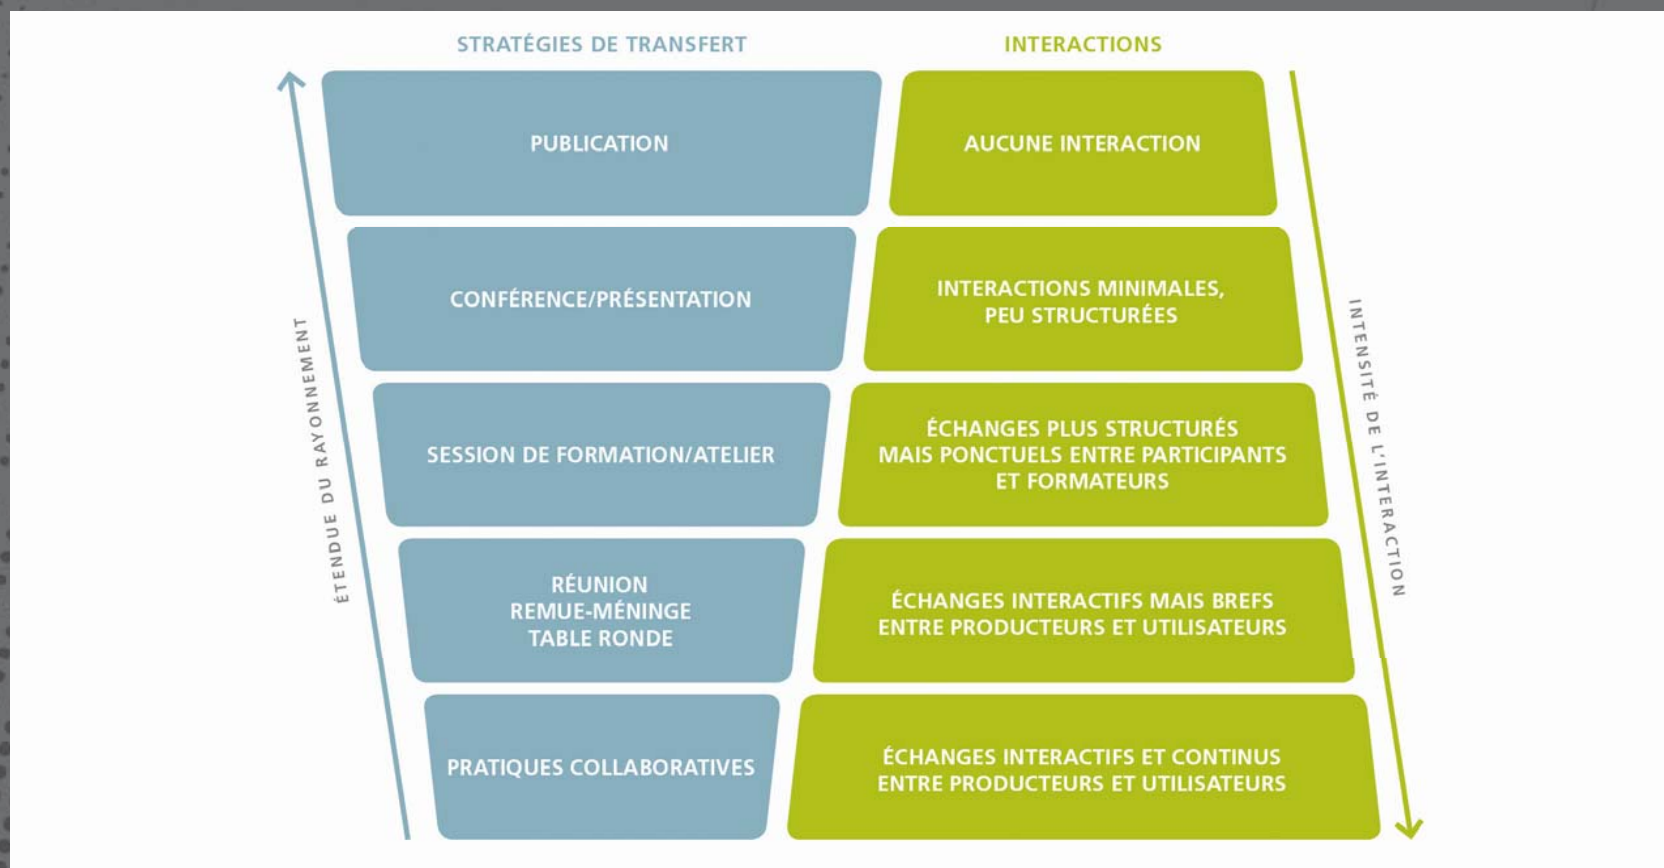 STRATÉGIES DE TRANSFERT
INTERACTIONS
PUBLICATION
AUCUNE INTERACTION
CONFÉRENCE/PRÉSENTATION
INTERACTIONS MINIMALES,
PEU STRUCTURÉES
SESSION DE FORMATION/ATELIER
ÉCHANGES PLUS STRUCTURÉS
MAIS PONCTUELS ENTRE PARTICIPANTS
ET FORMATEURS
RÉUNION
REMUE-MÉNINGE
TABLE RONDE
ÉCHANGES INTERACTIFS MAIS BREFS
ENTRE PRODUCTEURS ET UTILISATEURS
PRATIQUES COLLABORATIVES
ÉCHANGES INTERACTIFS ET CONTINUS
ENTRE PRODUCTEURS ET UTILISATEURS
ÉTENDUE DU RAYONNEMENT
INTENSITÉ DE L'INTERACTION